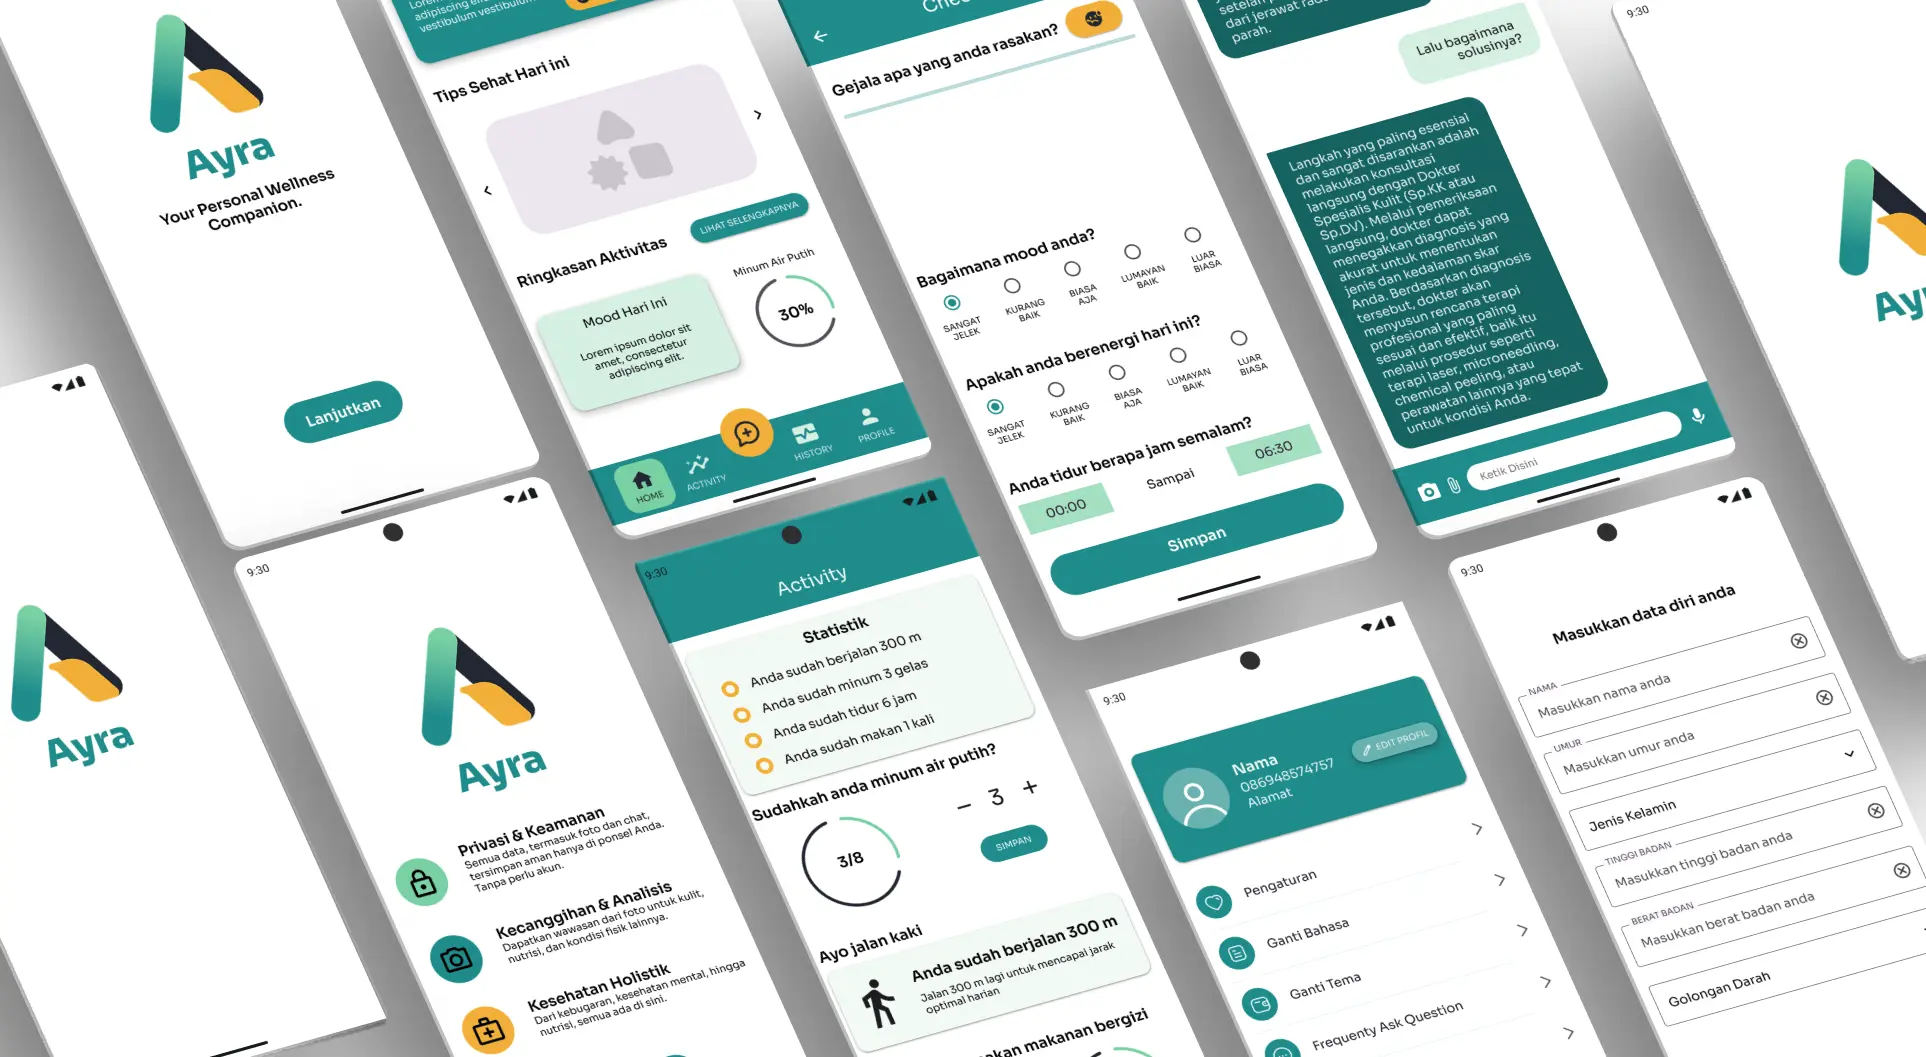 Ayra
Your Personal Wellness
Companion.
Lanjutkan
adipiscing
vestibulum vestibulum
Tips Sehat Hari ini
LIHAT SELENGKAPNYA
Ringkasan Aktivitas
Mood Hari Ini
Lorem ipsum dolor sit
amet, consectetur
adipiscing elit.
Minum Air Putih
30%
HOME
ACTIVITY
HISTORY
PROFILE
Gejala apa yang anda rasakan?
Bagaimana mood anda?
SANGAT
JELEK
KURANG
BAIK
BIASA
AJA
LUMAYAN
BAIK
LUAR
BIASA
Apakah anda berenergi hari ini?
SANGAT
JELEK
KURANG
BAIK
BIASA
AJA
LUMAYAN
BAIK
LUAR
BIASA
Anda tidur berapa jam semalam?
00:00
Sampai
06:30
Simpan
setelah
dari jerawat
parah.
Lalu bagaimana
solusinya?
Langkah yang paling esensial
dan sangat disarankan adalah
melakukan konsultasi
langsung dengan Dokter
Spesialis Kulit (Sp.KK atau
Sp.DV). Melalui pemeriksaan
langsung, dokter dapat
menegakkan diagnosis yang
akurat untuk menentukan
jenis dan kedalaman skar
Anda. Berdasarkan diagnosis
tersebut, dokter akan
menyusun rencana terapi
profesional yang paling
sesuai dan efektif, baik itu
melalui prosedur seperti
terapi laser, microneedling,
chemical peeling, atau
perawatan lainnya yang tepat
untuk kondisi Anda.
Ketik Disini
9:30
Ay
Ayra
9:30
Ayra
Privasi & Keamanan
Semua data, termasuk foto dan chat,
tersimpan aman hanya di ponsel Anda.
Tanpa perlu akun.
Kecanggihan & Analisis
Dapatkan wawasan dari foto untuk kulit,
nutrisi, dan kondisi fisik lainnya.
Kesehatan Holistik
Dari kebugaran, kesehatan mental, hingga
nutrisi, semua ada di sini.
9:30
Activity
Statistik
Anda sudah berjalan 300 m
Anda sudah minum 3 gelas
Anda sudah tidur 6 jam
Anda sudah makan 1 kali
Sudahkah anda minum air putih?
3/8
3
SIMPAN
Ayo jalan kaki
Anda sudah berjalan 300 m
Jalan 300 m lagi untuk mencapai jarak
optimal harian
makanan bergizi
9:30
Nama
086948574757
Alamat
EDIT PROFIL
Pengaturan
Ganti Bahasa
Ganti Tema
Frequenty Ask Question
9:30
Masukkan data diri anda
NAMA
Masukkan nama anda
UMUR
Masukkan umur anda
Jenis Kelamin
TINGGI BADAN
Masukkan tinggi badan anda
BERAT BADAN
Masukkan berat badan anda
Golongan Darah